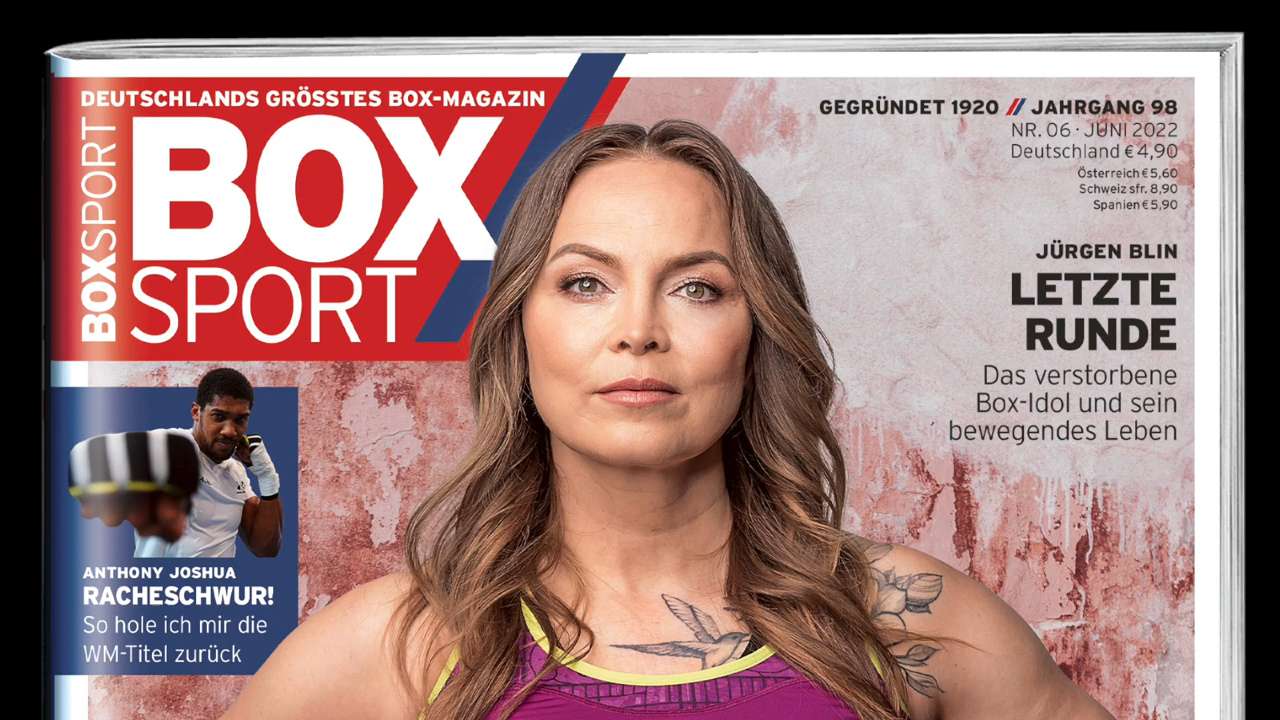 DEUTSCHLANDS GRÖSSTES BOX-MAGAZIN
BOXSPORT
BOX
SPORT
GEGRÜNDET 1920 // JAHRGANG 98
NR. 06 · JUNI 2022
Deutschland € 4,90
Österreich € 5,60
Schweiz sfr. 8,90
Spanien € 5,90
JÜRGEN BLIN
LETZTE
RUNDE
Das verstorbene
Box-Idol und sein
bewegendes Leben
ANTHONY JOSHUA
RACHESCHWUR!
So hole ich mir die
WM-Titel zurück